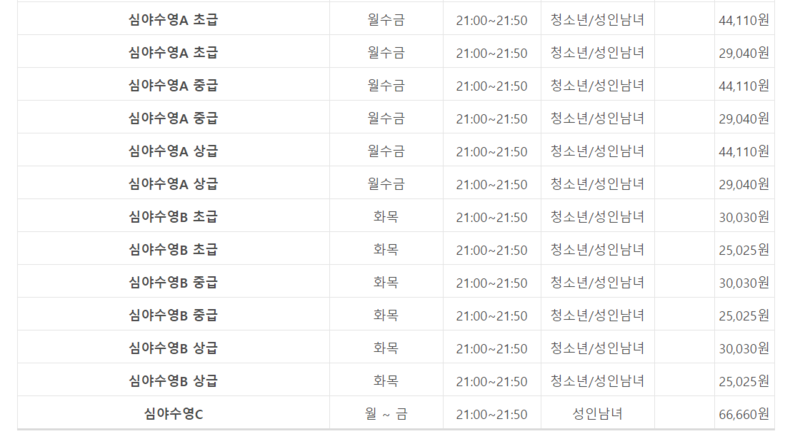 심야수영A 초급 월수금 21:00~21:50 청소년/성인남녀 44,110원
심야수영A 초급 월수금 21:00~21:50 청소년/성인남녀 29,040원
심야수영A 중급 월수금 21:00~21:50 청소년/성인남녀 44,110원
심야수영A 중급 월수금 21:00~21:50 청소년/성인남녀 29,040원
심야수영A 상급 월수금 21:00~21:50 청소년/성인남녀 44,110원
심야수영A 상급 월수금 21:00~21:50 청소년/성인남녀 29,040원
심야수영B 초급 화목 21:00~21:50 청소년/성인남녀 30,030원
심야수영B 초급 화목 21:00~21:50 청소년/성인남녀 25,025원
심야수영B 중급 화목 21:00~21:50 청소년/성인남녀 30,030원
심야수영B 중급 화목 21:00~21:50 청소년/성인남녀 25,025원
심야수영B 상급 화목 21:00~21:50 청소년/성인남녀 30,030원
심야수영B 상급 화목 21:00~21:50 청소년/성인남녀 25,025원
심야수영C 월 ~ 금 21:00~21:50 성인남녀 66,660원